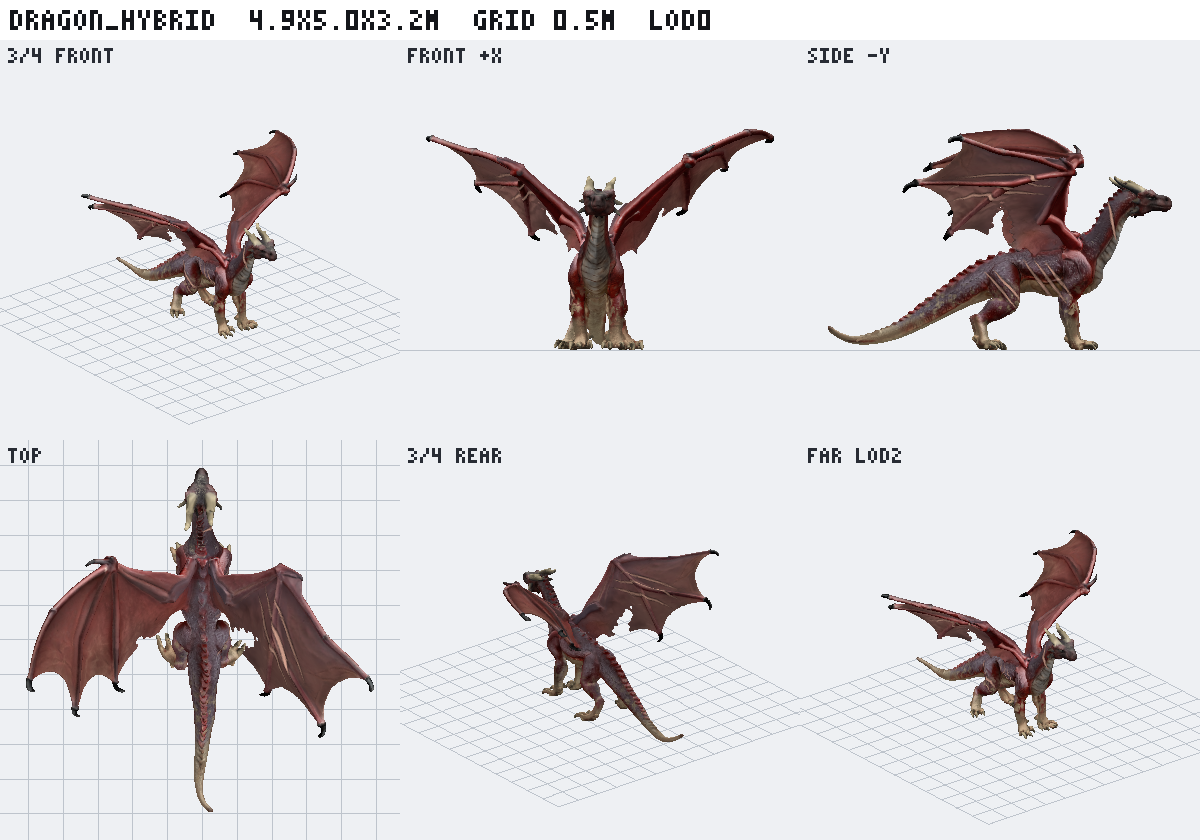 DRAGON_HYBRID 4.9X5.0X3.2M GRID 0.5M LOD0
3/4 FRONT
FRONT +X
SIDE -Y
TOP
3/4 REAR
FAR LOD2